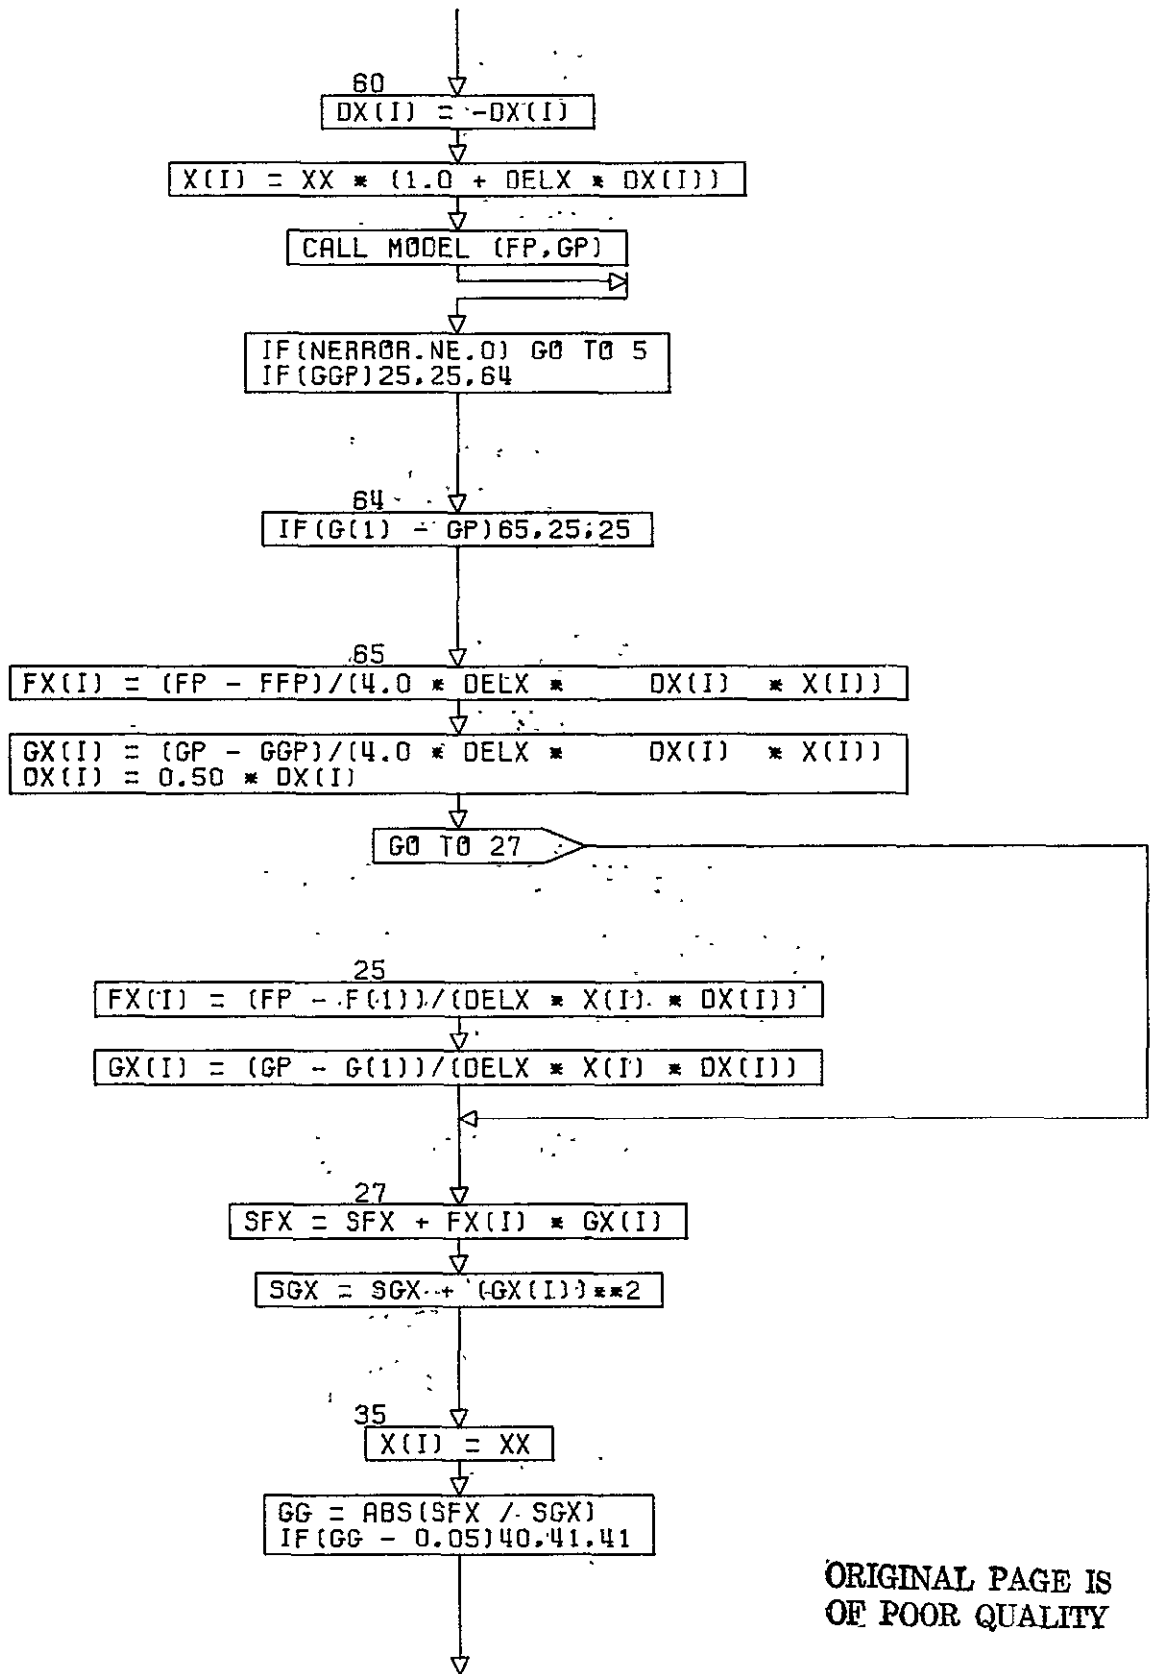 60
DX(I) = -DX(I)
X(I) = XX * (1.0 + DELX * DX(I))
CALL MODEL (FP,GP)
IF(NERROR.NE.0) GO TO 5
IF(GGP)25,25,64
64
IF(G(1) - GP)65,25,25
65
FX(I) = (FP - FFP)/(4.0 * DELX * DX(I) * X(I))
GX(I) = (GP - GGP)/(4.0 * DELX * DX(I) * X(I))
DX(I) = 0.50 * DX(I)
GO TO 27
25
FX(I) = (FP - F(1))/(DELX * X(I) * DX(I))
GX(I) = (GP - G(1))/(DELX * X(I) * DX(I))
27
SFX = SFX + FX(I) * GX(I)
SGX = SGX + (GX(I))**2
35
X(I) = XX
GG = ABS(SFX / SGX)
IF(GG - 0.05)40,41,41
ORIGINAL PAGE IS
OF POOR QUALITY